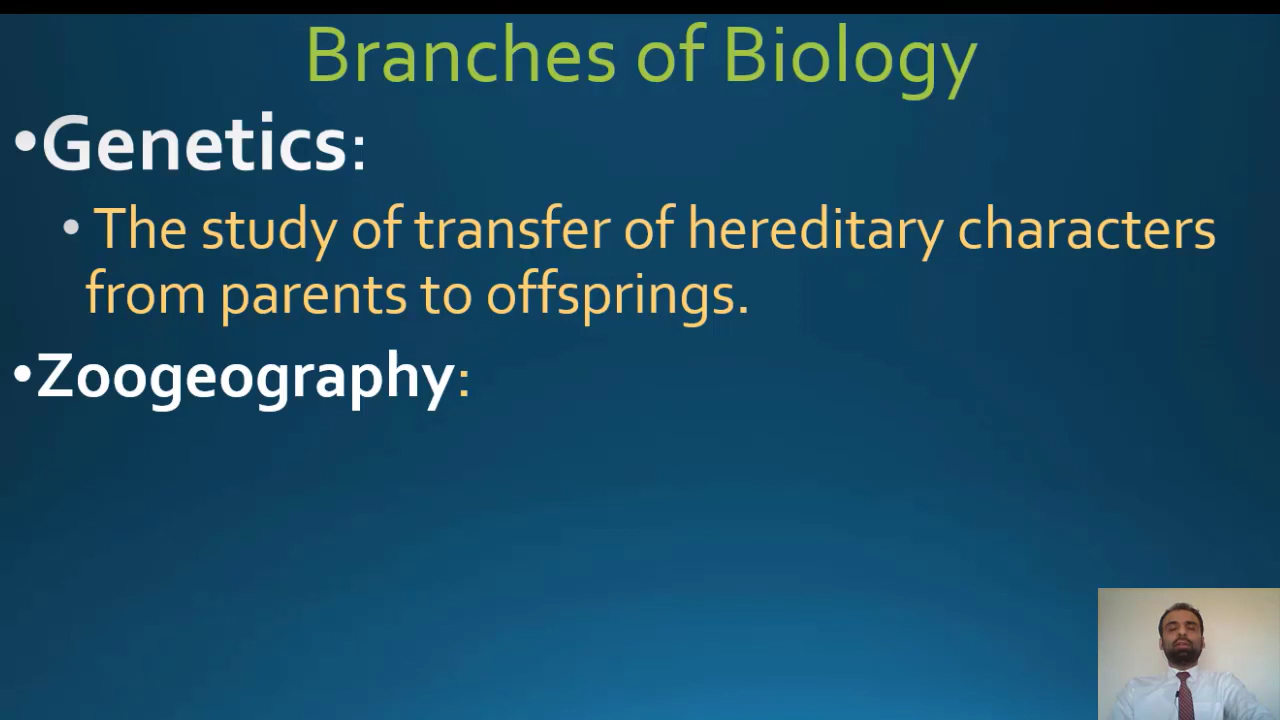 Branches of Biology
•Genetics:
• The study of transfer of hereditary characters
from parents to offsprings.
•Zoogeography: